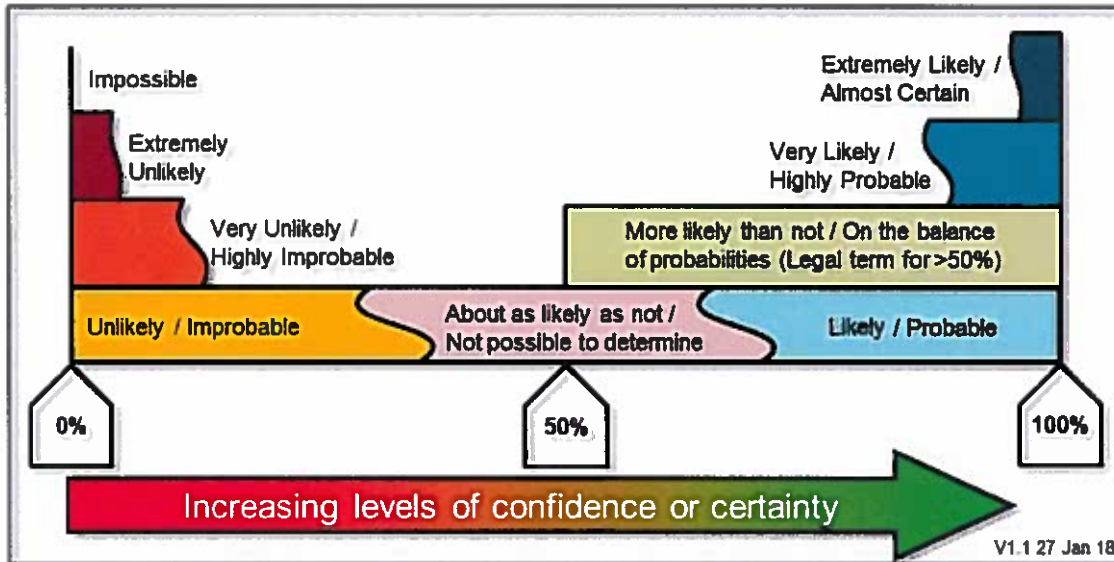 Impossible
Extremely Likely /
Almost Certain
Extremely
Unlikely
Very Likely /
Highly Probable
Very Unlikely /
Highly Improbable
More likely than not / On the balance
of probabilities (Legal term for >50%)
Unlikely / Improbable
About as likely as not /
Not possible to determine
Likely / Probable
0%
50%
100%
Increasing levels of confidence or certainty
V1.1 27 Jan 18